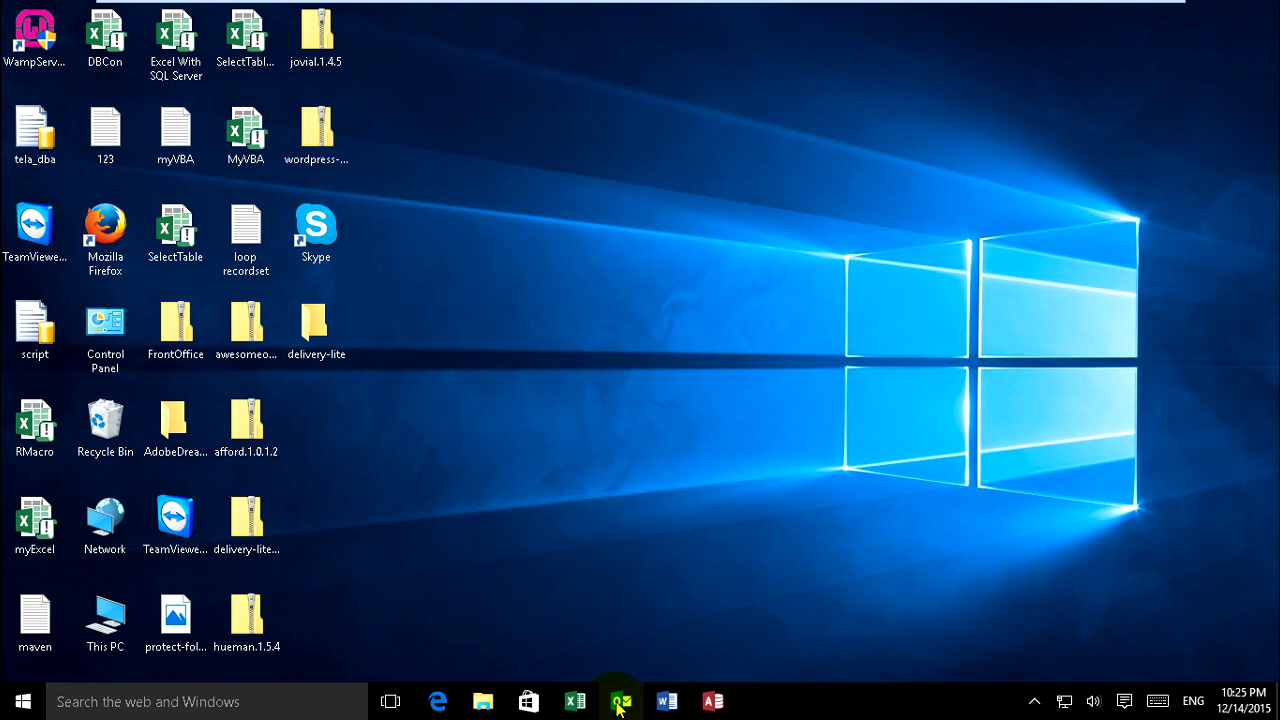 WampServ...
DBCon
Excel With
SQL Server
SelectTabl...
jovial.1.4.5
tela_dba
123
myVBA
MyVBA
wordpress-...
TeamViewe...
Mozilla
Firefox
SelectTable
loop
recordset
Skype
script
Control
Panel
FrontOffice
awesomeo...
delivery-lite
RMacro
Recycle Bin
AdobeDrea...
afford.1.0.1.2
myExcel
Network
TeamViewe...
delivery-lite...
maven
This PC
protect-fol...
hueman.1.5.4
Search the web and Windows
ENG
10:25 PM
12/14/2015